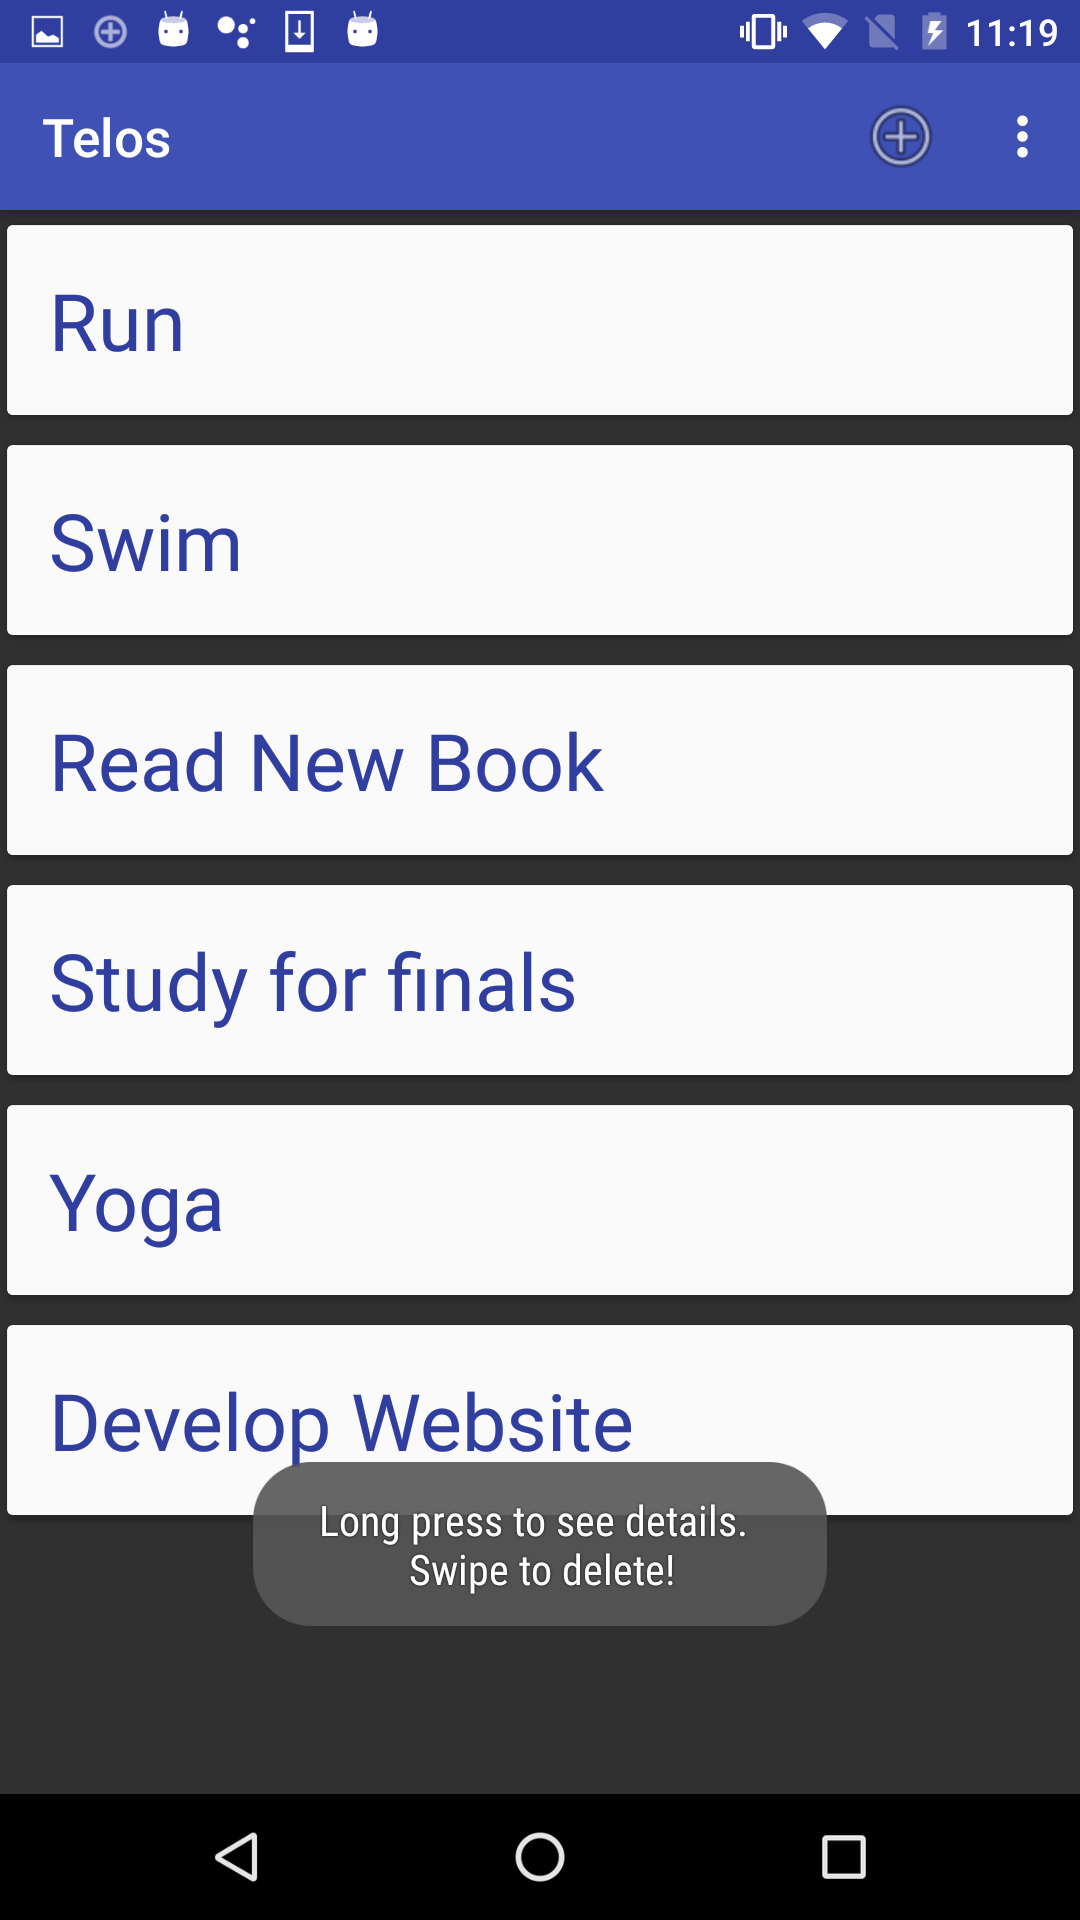 11:19
Telos
Run
Swim
Read New Book
Study for finals
Yoga
Develop Website
Long press to see details.
Swipe to delete!